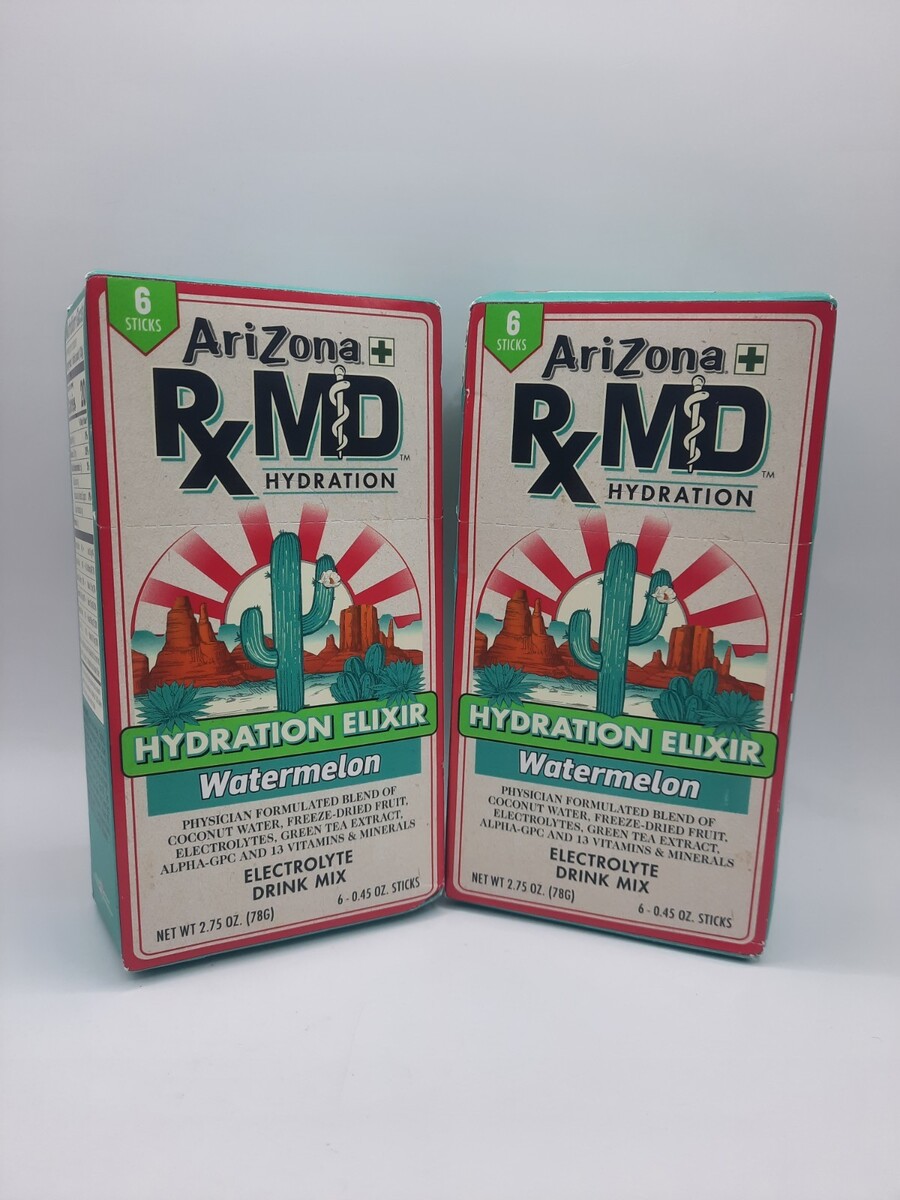 6
STICKS
AriZona
RxMD™
HYDRATION
HYDRATION ELIXIR
Watermelon
PHYSICIAN FORMULATED BLEND OF
COCONUT WATER, FREEZE-DRIED FRUIT,
ELECTROLYTES, GREEN TEA EXTRACT,
ALPHA-GPC AND 13 VITAMINS & MINERALS
ELECTROLYTE
DRINK MIX
NET WT 2.75 OZ. (78G)
6 - 0.45 OZ. STICKS
6
STICKS
AriZona
RxMD™
HYDRATION
HYDRATION ELIXIR
Watermelon
PHYSICIAN FORMULATED BLEND OF
COCONUT WATER, FREEZE-DRIED FRUIT,
ELECTROLYTES, GREEN TEA EXTRACT,
ALPHA-GPC AND 13 VITAMINS & MINERALS
ELECTROLYTE
DRINK MIX
NET WT 2.75 OZ. (78G)
6 - 0.45 OZ. STICKS